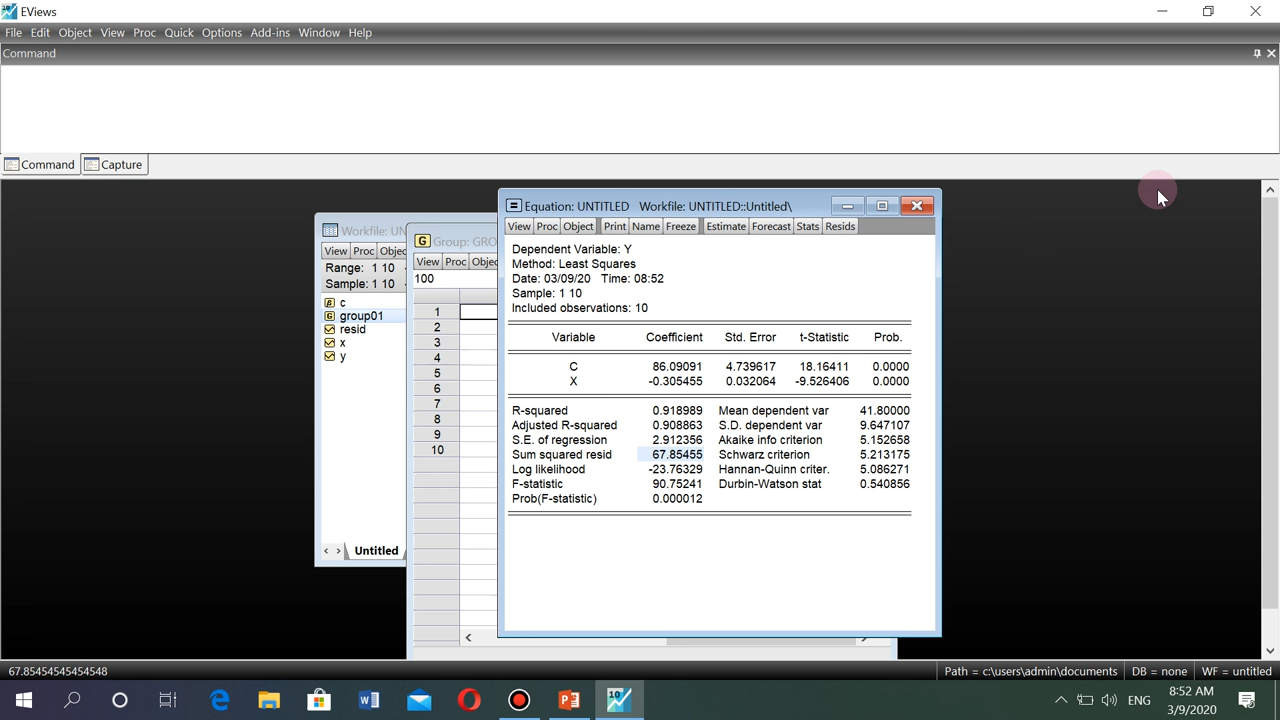 EViews
File Edit Object View Proc Quick Options Add-ins Window Help
Command
Command Capture
Workfile: UN
View Proc Objec
Range: 1 10
Sample: 1 10
c
group01
resid
x
y
Untitled
Group: GRO
View Proc Objec
100
1
2
3
4
5
6
7
8
9
10
Equation: UNTITLED Workfile: UNTITLED::Untitled\
View Proc Object Print Name Freeze Estimate Forecast Stats Resids
Dependent Variable: Y
Method: Least Squares
Date: 03/09/20 Time: 08:52
Sample: 1 10
Included observations: 10
Variable Coefficient Std. Error t-Statistic Prob.
C 86.09091 4.739617 18.16411 0.0000
X -0.305455 0.032064 -9.526406 0.0000
R-squared 0.918989 Mean dependent var 41.80000
Adjusted R-squared 0.908863 S.D. dependent var 9.647107
S.E. of regression 2.912356 Akaike info criterion 5.152658
Sum squared resid 67.85455 Schwarz criterion 5.213175
Log likelihood -23.76329 Hannan-Quinn criter. 5.086271
F-statistic 90.75241 Durbin-Watson stat 0.540856
Prob(F-statistic) 0.000012
67.85454545454548 Path = c:\users\admin\documents DB = none WF = untitled
ENG
8:52 AM
3/9/2020